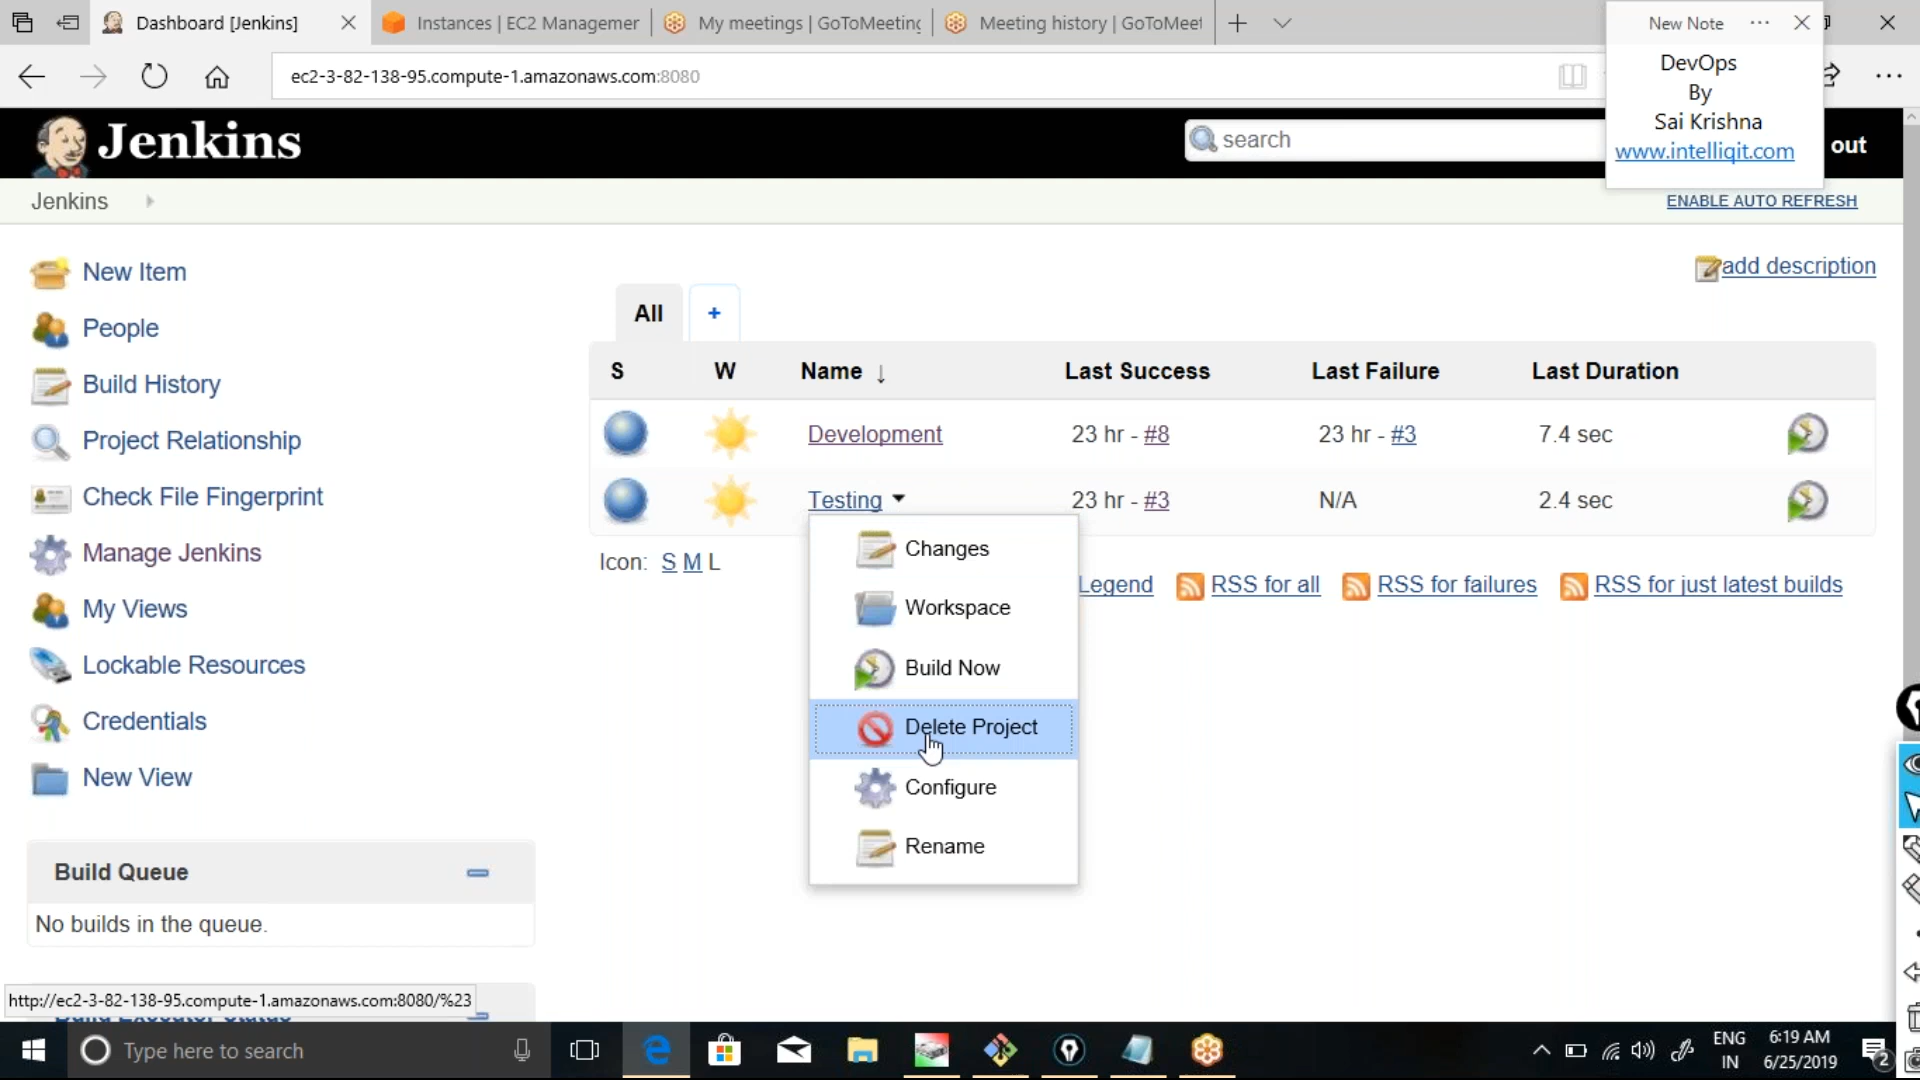 Dashboard [Jenkins]
Instances | EC2 Managemer
My meetings | GoToMeeting
Meeting history | GoToMeet
New Note
ec2-3-82-138-95.compute-1.amazonaws.com:8080
DevOps
By
Sai Krishna
www.intelliqit.com
Jenkins
search
out
Jenkins
ENABLE AUTO REFRESH
New Item
People
Build History
Project Relationship
Check File Fingerprint
Manage Jenkins
My Views
Lockable Resources
Credentials
New View
add description
All +
S W Name ↓ Last Success Last Failure Last Duration
Development 23 hr - #8 23 hr - #3 7.4 sec
Testing 23 hr - #3 N/A 2.4 sec
Icon: S M L
Legend RSS for all RSS for failures RSS for just latest builds
Changes
Workspace
Build Now
Delete Project
Configure
Rename
Build Queue
No builds in the queue.
http://ec2-3-82-138-95.compute-1.amazonaws.com:8080/%23
Type here to search
ENG
IN
6:19 AM
6/25/2019
2